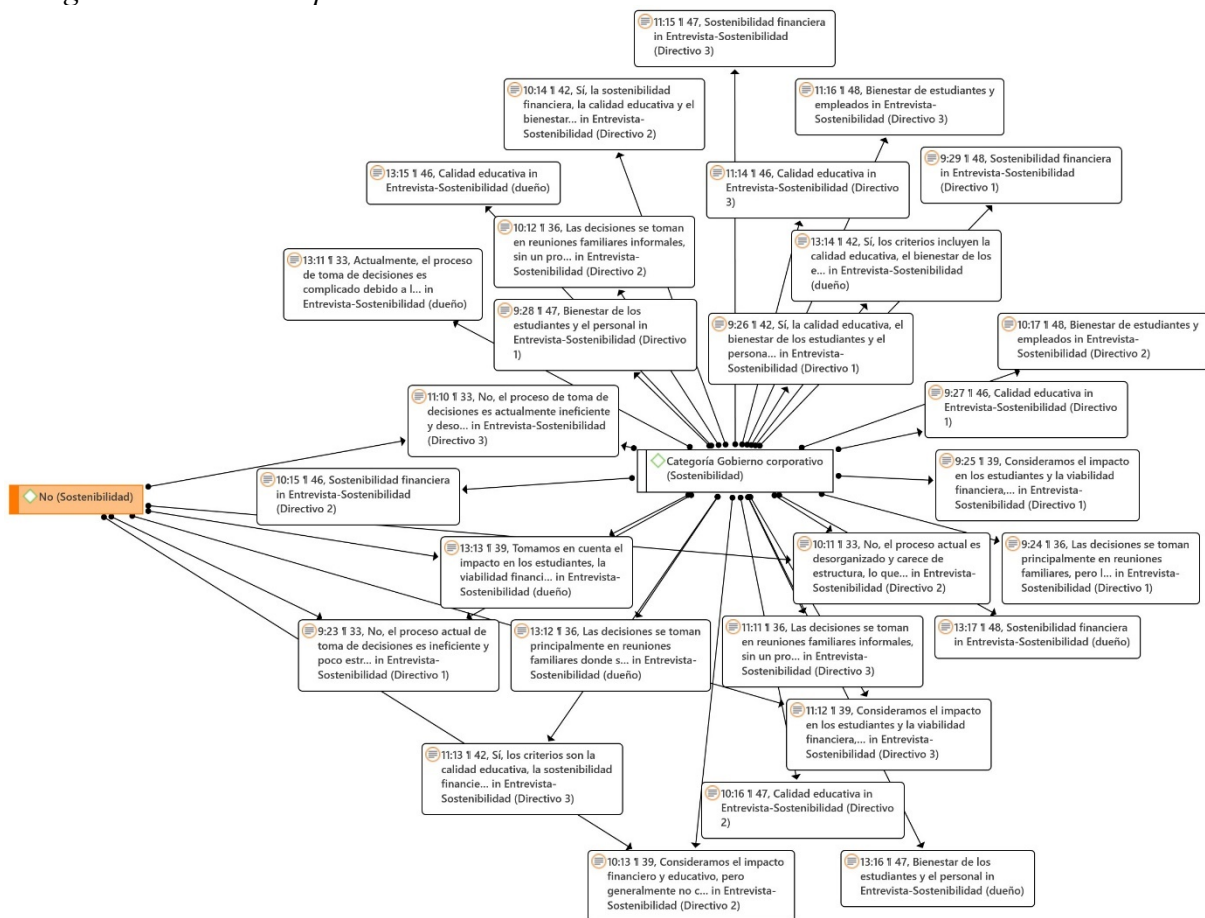 11:15 ¶ 47, Sostenibilidad financiera
in Entrevista-Sostenibilidad
(Directivo 3)
10:14 ¶ 42, Sí, la sostenibilidad
financiera, la calidad educativa y el
bienestar... in Entrevista-
Sostenibilidad (Directivo 2)
11:16 ¶ 48, Bienestar de estudiantes y
empleados in Entrevista-
Sostenibilidad (Directivo 3)
13:15 ¶ 46, Calidad educativa in
Entrevista-Sostenibilidad (dueño)
11:14 ¶ 46, Calidad educativa in
Entrevista-Sostenibilidad (Directivo
3)
9:29 ¶ 48, Sostenibilidad financiera
in Entrevista-Sostenibilidad
(Directivo 1)
10:12 ¶ 36, Las decisiones se toman
en reuniones familiares informales,
sin un pro... in Entrevista-
Sostenibilidad (Directivo 2)
13:14 ¶ 42, Sí, los criterios incluyen la
calidad educativa, el bienestar de los
e... in Entrevista-Sostenibilidad
(dueño)
13:11 ¶ 33, Actualmente, el proceso
de toma de decisiones es
complicado debido a l... in
Entrevista-Sostenibilidad (dueño)
9:28 ¶ 47, Bienestar de los
estudiantes y el personal in
Entrevista-Sostenibilidad (Directivo
1)
9:26 ¶ 42, Sí, la calidad educativa, el
bienestar de los estudiantes y el
persona... in Entrevista-
Sostenibilidad (Directivo 1)
10:17 ¶ 48, Bienestar de estudiantes y
empleados in Entrevista-
Sostenibilidad (Directivo 2)
11:10 ¶ 33, No, el proceso de toma de
decisiones es actualmente ineficiente
y deso... in Entrevista-Sostenibilidad
(Directivo 3)
9:27 ¶ 46, Calidad educativa in
Entrevista-Sostenibilidad (Directivo
1)
Categoría Gobierno corporativo
(Sostenibilidad)
No (Sostenibilidad)
10:15 ¶ 46, Sostenibilidad financiera
in Entrevista-Sostenibilidad
(Directivo 2)
9:25 ¶ 39, Consideramos el impacto
en los estudiantes y la viabilidad
financiera,... in Entrevista-
Sostenibilidad (Directivo 1)
13:13 ¶ 39, Tomamos en cuenta el
impacto en los estudiantes, la
viabilidad financi... in Entrevista-
Sostenibilidad (dueño)
10:11 ¶ 33, No, el proceso actual es
desorganizado y carece de
estructura, lo que... in Entrevista-
Sostenibilidad (Directivo 2)
9:24 ¶ 36, Las decisiones se toman
principalmente en reuniones
familiares, pero l... in Entrevista-
Sostenibilidad (Directivo 1)
9:23 ¶ 33, No, el proceso actual de
toma de decisiones es ineficiente y
poco estr... in Entrevista-
Sostenibilidad (Directivo 1)
13:12 ¶ 36, Las decisiones se toman
principalmente en reuniones
familiares donde s... in Entrevista-
Sostenibilidad (dueño)
11:11 ¶ 36, Las decisiones se toman
en reuniones familiares informales,
sin un pro... in Entrevista-
Sostenibilidad (Directivo 3)
13:17 ¶ 48, Sostenibilidad financiera
in Entrevista-Sostenibilidad (dueño)
11:12 ¶ 39, Consideramos el impacto
en los estudiantes y la viabilidad
financiera,... in Entrevista-
Sostenibilidad (Directivo 3)
11:13 ¶ 42, Sí, los criterios son la
calidad educativa, la sostenibilidad
financie... in Entrevista-
Sostenibilidad (Directivo 3)
10:16 ¶ 47, Calidad educativa in
Entrevista-Sostenibilidad (Directivo
2)
10:13 ¶ 39, Consideramos el impacto
financiero y educativo, pero
generalmente no c... in Entrevista-
Sostenibilidad (Directivo 2)
13:16 ¶ 47, Bienestar de los
estudiantes y el personal in
Entrevista-Sostenibilidad (dueño)